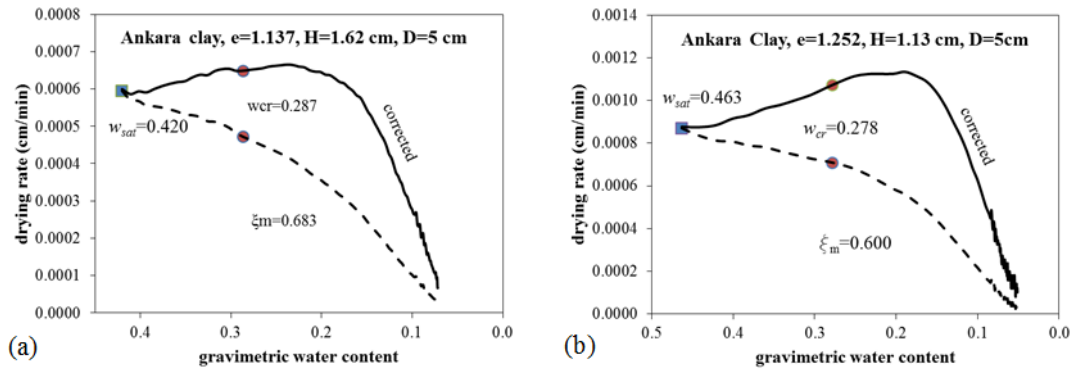 Ankara clay, e=1.137, H=1.62 cm, D=5 cm
drying rate (cm/min)
0.0008
0.0007
0.0006
0.0005
0.0004
0.0003
0.0002
0.0001
0.0000
wcr=0.287
w_sat=0.420
ξm=0.683
corrected
0.4
0.3
0.2
0.1
0.0
gravimetric water content
(a)
Ankara Clay, e=1.252, H=1.13 cm, D=5cm
drying rate (cm/min)
0.0014
0.0012
0.0010
0.0008
0.0006
0.0004
0.0002
0.0000
w_sat=0.463
w_cr=0.278
ξ_m=0.600
corrected
0.5
0.4
0.3
0.2
0.1
0.0
gravimetric water content
(b)